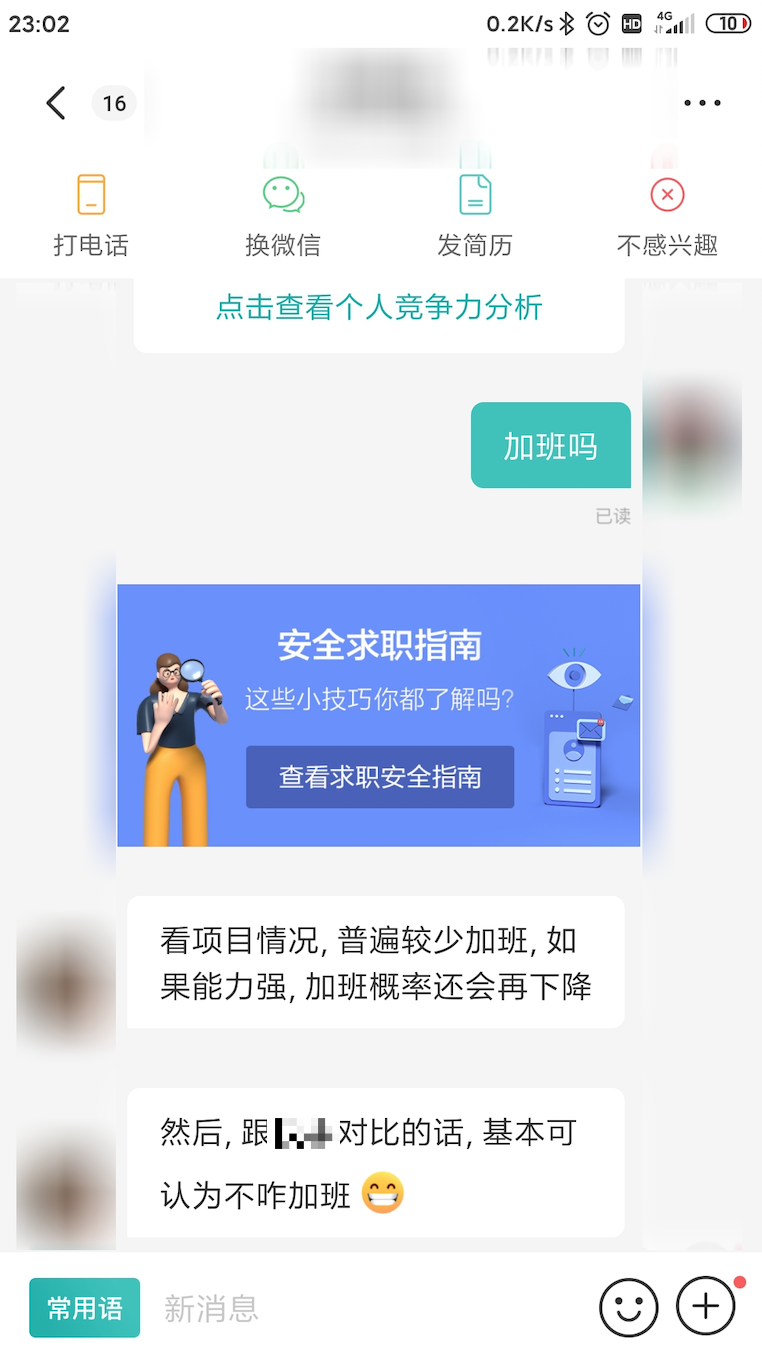 23:02 0.2K/s HD 4G 10
16
打电话 换微信 发简历 不感兴趣
点击查看个人竞争力分析
加班吗
已读
安全求职指南
这些小技巧你都了解吗?
查看求职安全指南
看项目情况, 普遍较少加班, 如
果能力强, 加班概率还会再下降
然后, 跟 对比的话, 基本可
认为不咋加班 😁
常用语 新消息